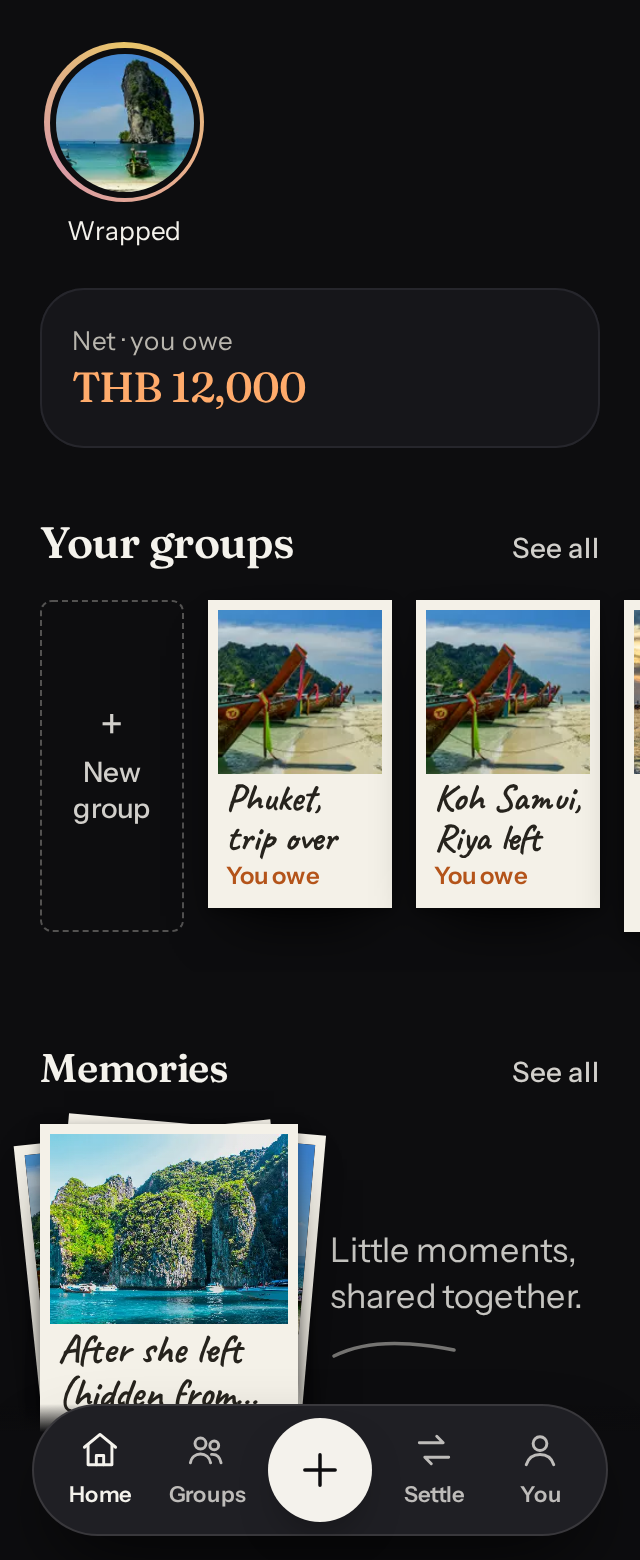 Wrapped
Net · you owe
THB 12,000
Your groups
See all
+
New
group
Phuket,
trip over
You owe
Koh Samui,
Riya left
You owe
Memories
See all
Little moments,
shared together.
After she left
(hidden from...
Home
Groups
Settle
You